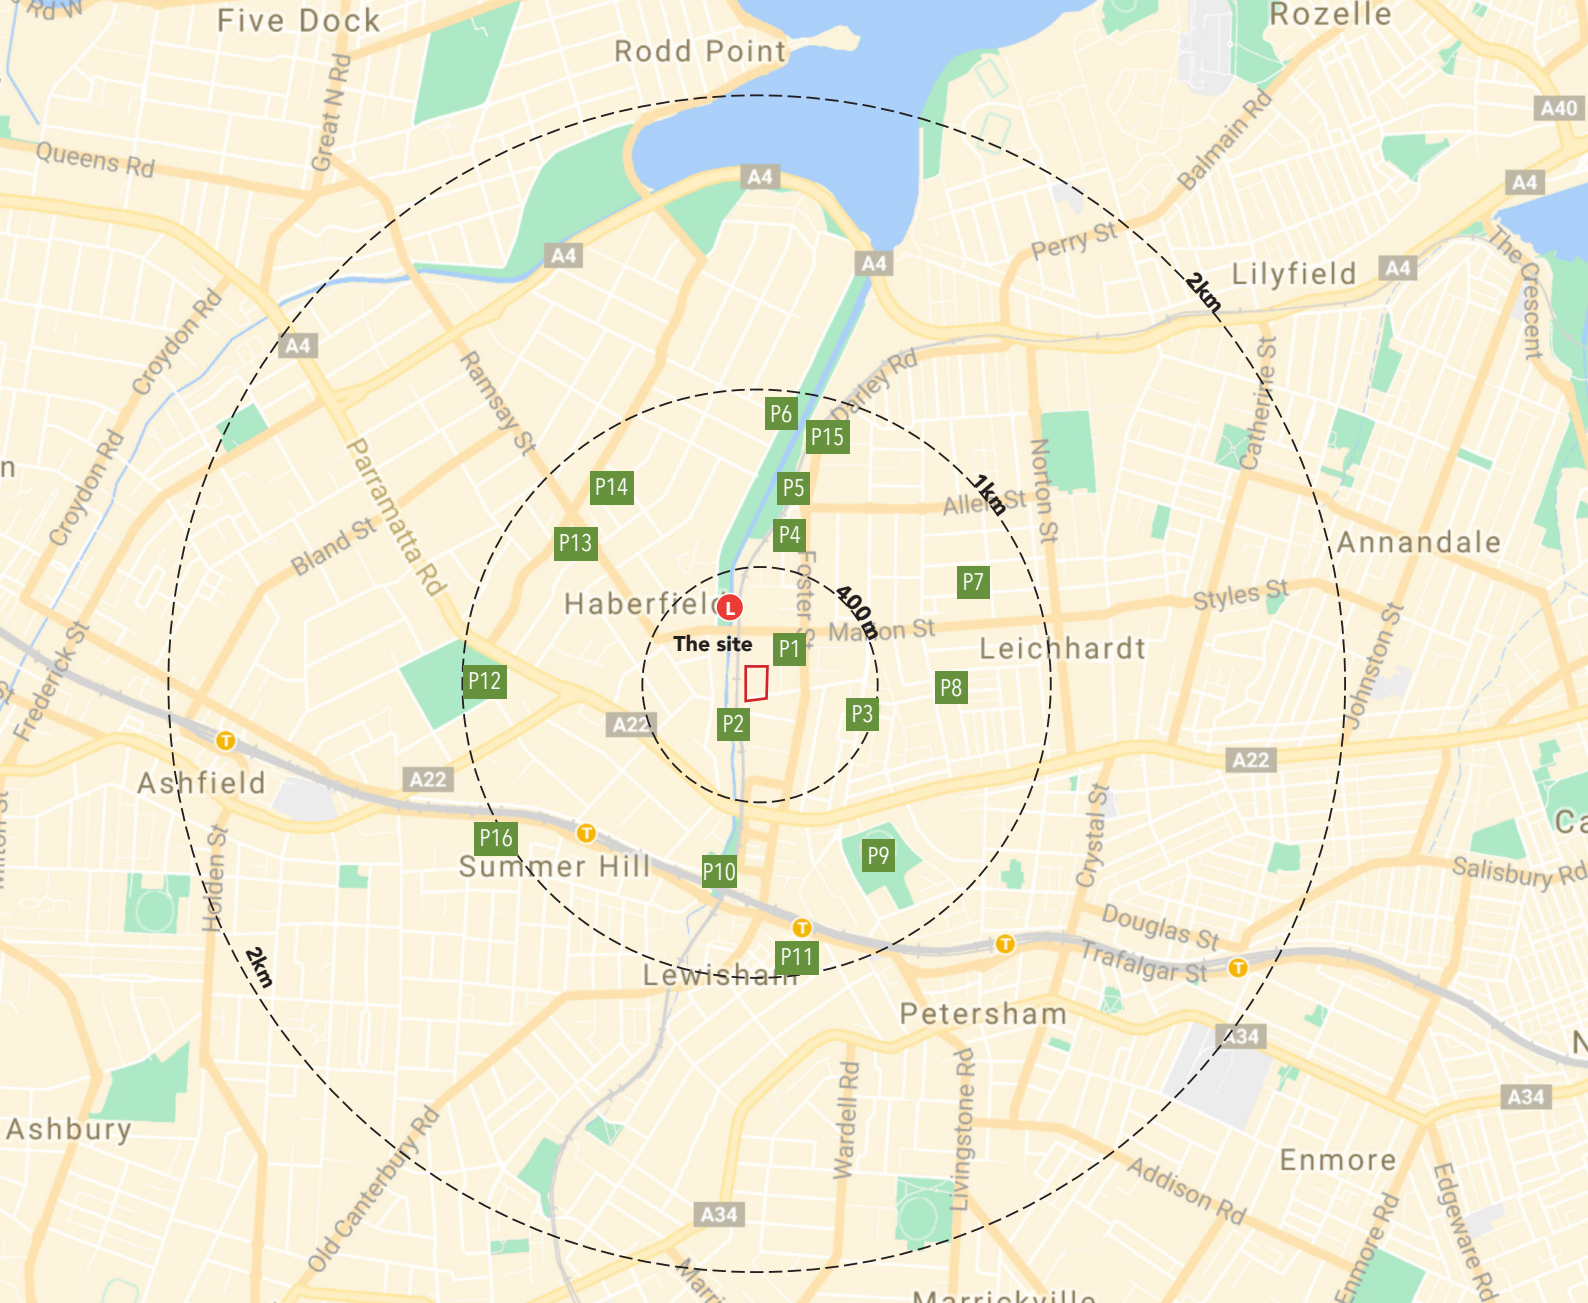 Rd W
Five Dock
Rodd Point
Rozelle
A40
Great N Rd
Queens Rd
Balmain Rd
A4
A4
A4
A4
Perry St
Lilyfield
A4
The Crescent
2km
Croydon Rd
A4
Ramsay St
Darley Rd
Catherine St
P6
P15
Croydon Rd
n
Parramatta Rd
Norton St
P14
P5
1km
Allen St
Bland St
P13
P4
Annandale
Foster St
P7
Styles St
Haberfield
L
400m
Marion St
The site
P1
Leichhardt
Frederick St
St
Johnston St
P12
P8
P2
P3
A22
T
A22
Ashfield
A22
Crystal St
Holden St
P16
T
Summer Hill
P10
P9
Ca
Salisbury Rd
Douglas St
T
T
T
Trafalgar St
2km
P11
Lewisham
Petersham
A34
N
A34
Ashbury
Old Canterbury Rd
Wardell Rd
Livingstone Rd
Addison Rd
Enmore
Enmore Rd
Edgeware Rd
A34
Marri
Marrickville